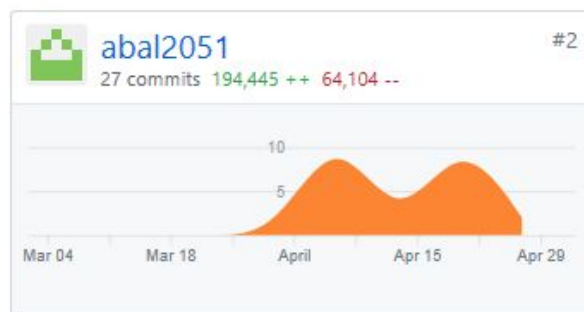 abal2051 #2
27 commits 194,445 ++ 64,104 --
10
5
Mar 04 Mar 18 April Apr 15 Apr 29